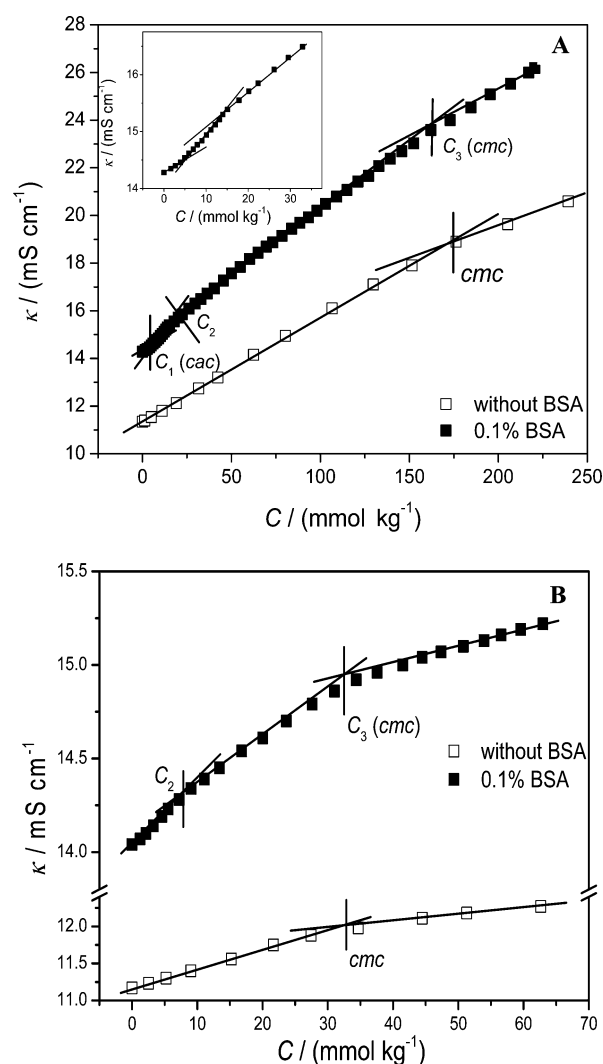 A
κ / (mS cm⁻¹)
26
24
22
20
18
16
14
12
10
κ / (mS cm⁻¹)
16
15
14
0 10 20 30
C / (mmol kg⁻¹)
C₃ (cmc)
C₂
C₁ (cac)
cmc
□ without BSA
■ 0.1% BSA
0 50 100 150 200 250
C / (mmol kg⁻¹)
B
κ / mS cm⁻¹
15.5
15.0
14.5
14.0
12.0
11.5
11.0
C₂
C₃ (cmc)
□ without BSA
■ 0.1% BSA
cmc
0 10 20 30 40 50 60 70
C / mmol kg⁻¹